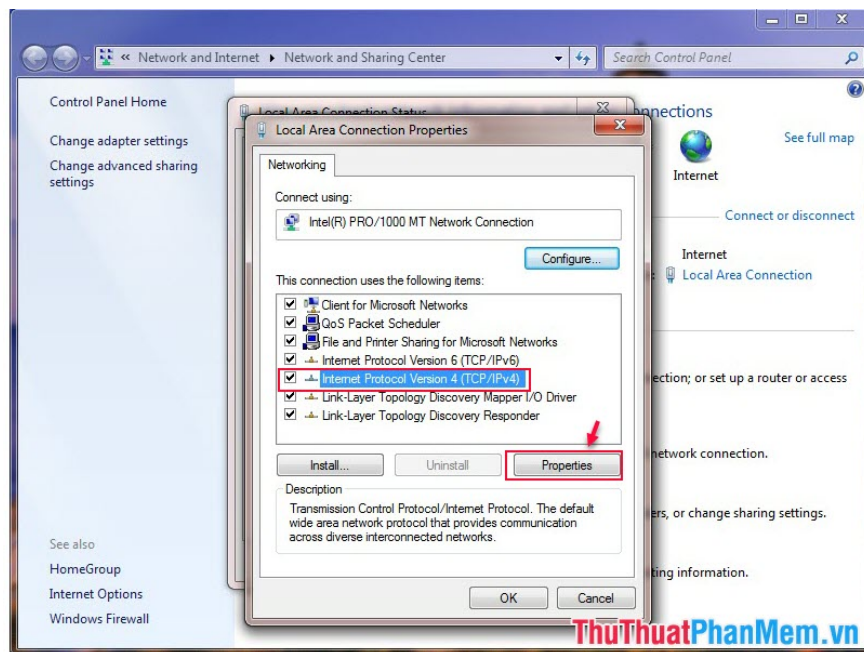 « Network and Internet ▸ Network and Sharing Center
Search Control Panel
Control Panel Home
Change adapter settings
Change advanced sharing
settings
See also
HomeGroup
Internet Options
Windows Firewall
Local Area Connection Status
Local Area Connection Properties
Networking
Connect using:
Intel(R) PRO/1000 MT Network Connection
Configure...
This connection uses the following items:
Client for Microsoft Networks
QoS Packet Scheduler
File and Printer Sharing for Microsoft Networks
Internet Protocol Version 6 (TCP/IPv6)
Internet Protocol Version 4 (TCP/IPv4)
Link-Layer Topology Discovery Mapper I/O Driver
Link-Layer Topology Discovery Responder
Install...
Uninstall
Properties
Description
Transmission Control Protocol/Internet Protocol. The default
wide area network protocol that provides communication
across diverse interconnected networks.
OK
Cancel
onnections
See full map
Internet
Connect or disconnect
Internet
Local Area Connection
ection; or set up a router or access
network connection.
ers, or change sharing settings.
ting information.
ThuThuatPhanMem.vn